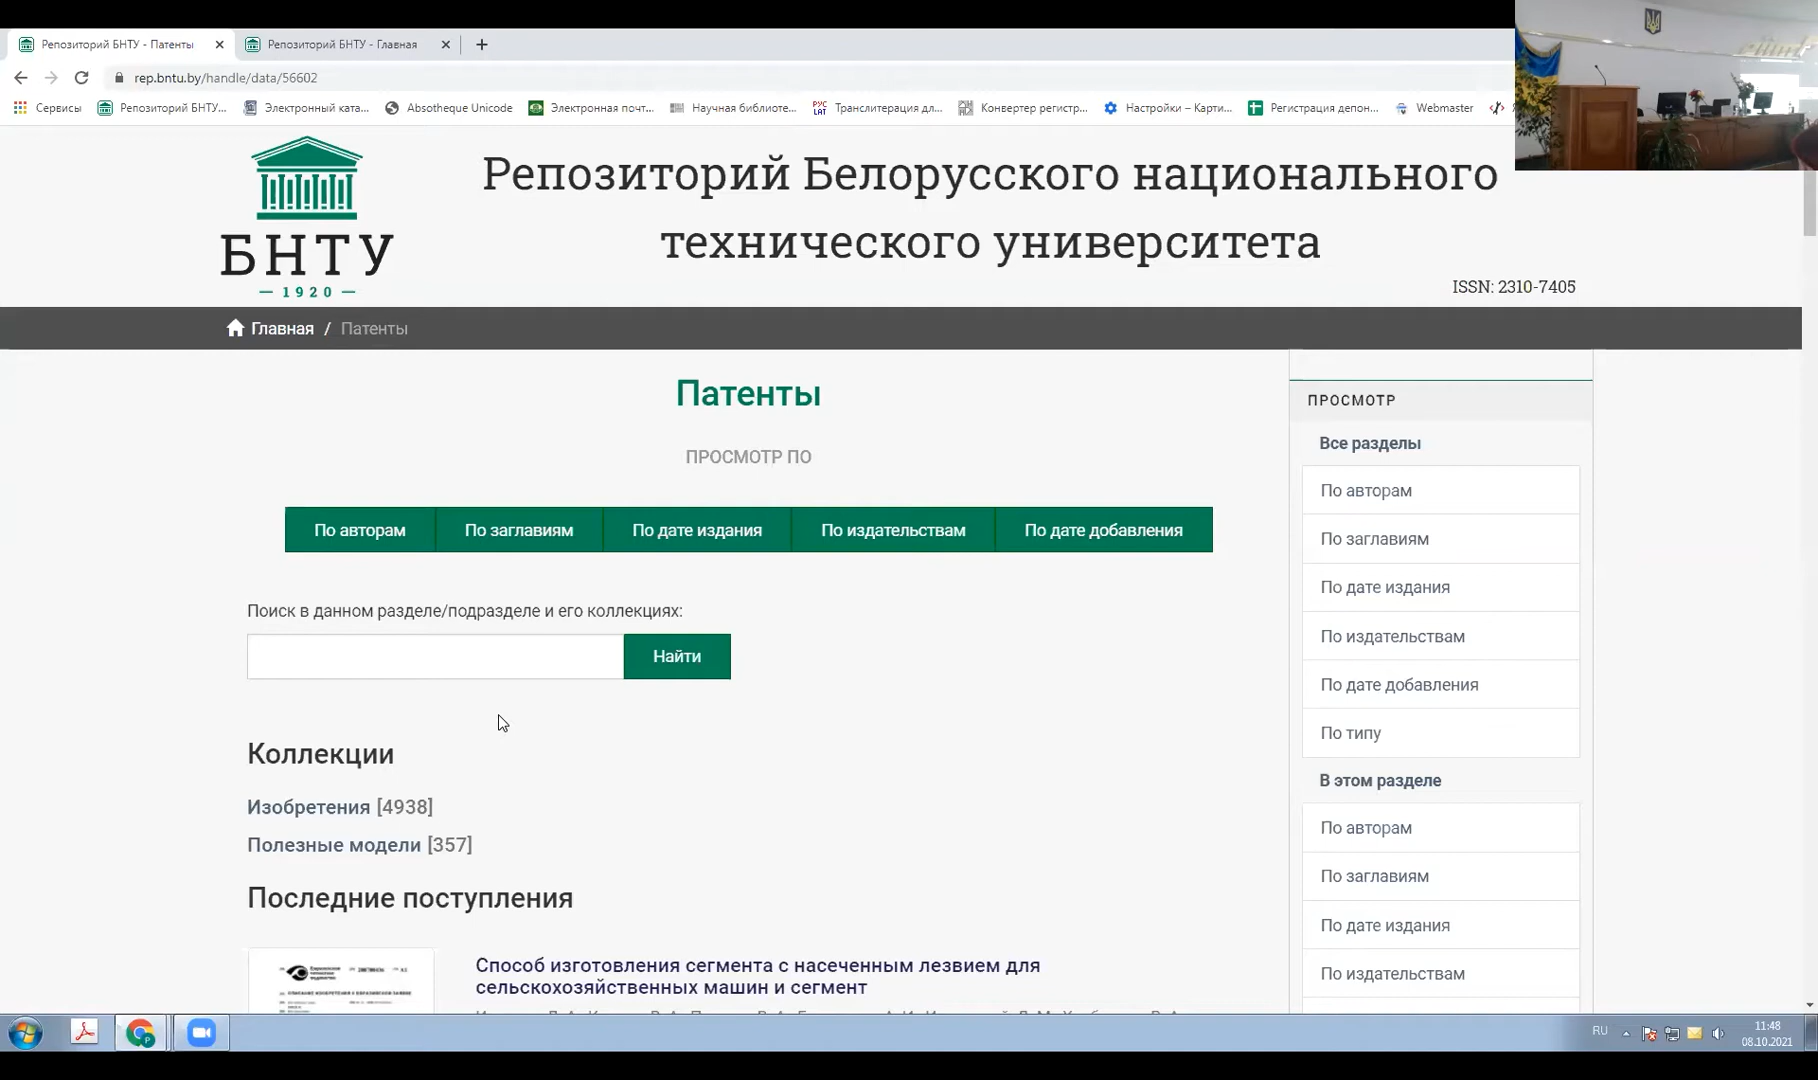 Репозиторий БНТУ - Патенты
Репозиторий БНТУ - Главная
rep.bntu.by/handle/data/56602
Сервисы
Репозиторий БНТУ...
Электронный ката...
Absotheque Unicode
Электронная почт...
Научная библиоте...
РУС
LAT
Транслитерация дл...
Конвертер регистр...
Настройки – Карти...
Регистрация депон...
Webmaster
БНТУ
1920
Репозиторий Белорусского национального
технического университета
ISSN: 2310-7405
Главная / Патенты
Патенты
ПРОСМОТР ПО
По авторам
По заглавиям
По дате издания
По издательствам
По дате добавления
Поиск в данном разделе/подразделе и его коллекциях:
Найти
Коллекции
Изобретения [4938]
Полезные модели [357]
Последние поступления
Способ изготовления сегмента с насеченным лезвием для
сельскохозяйственных машин и сегмент
ПРОСМОТР
Все разделы
По авторам
По заглавиям
По дате издания
По издательствам
По дате добавления
По типу
В этом разделе
По авторам
По заглавиям
По дате издания
По издательствам
RU
11:48
08.10.2021